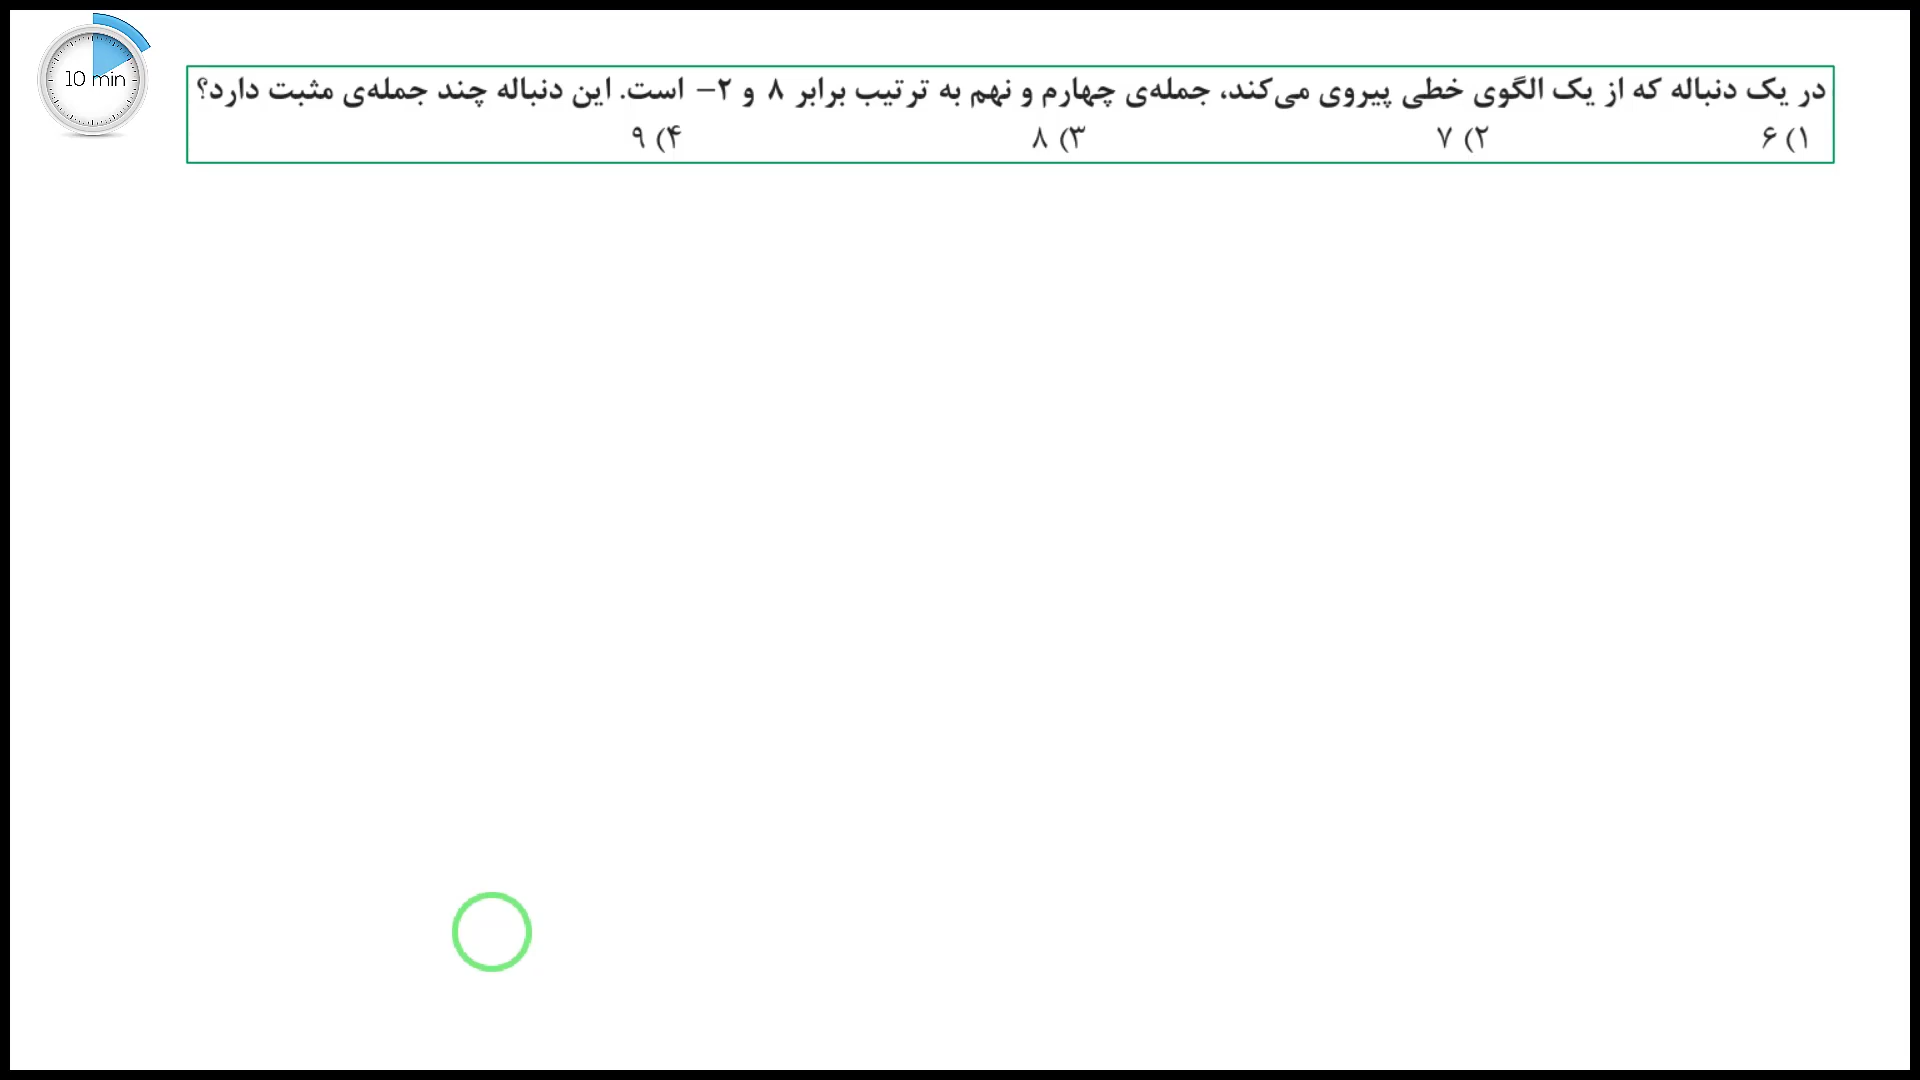 10 min
در یک دنباله که از یک الگوی خطی پیروی می‌کند، جمله‌ی چهارم و نهم به ترتیب برابر ۸ و ۲− است. این دنباله چند جمله‌ی مثبت دارد؟
۱) ۶ ۲) ۷ ۳) ۸ ۴) ۹